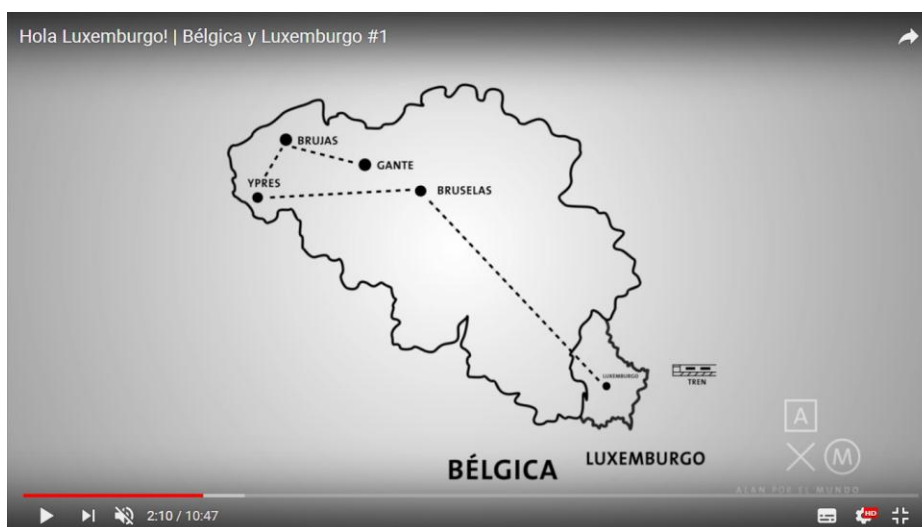 Hola Luxemburgo! | Bélgica y Luxemburgo #1
BRUJAS
GANTE
YPRES
BRUSELAS
LUXEMBURGO
TREN
BÉLGICA
LUXEMBURGO
A
M
ALAN POR EL MUNDO
2:10 / 10:47
HD